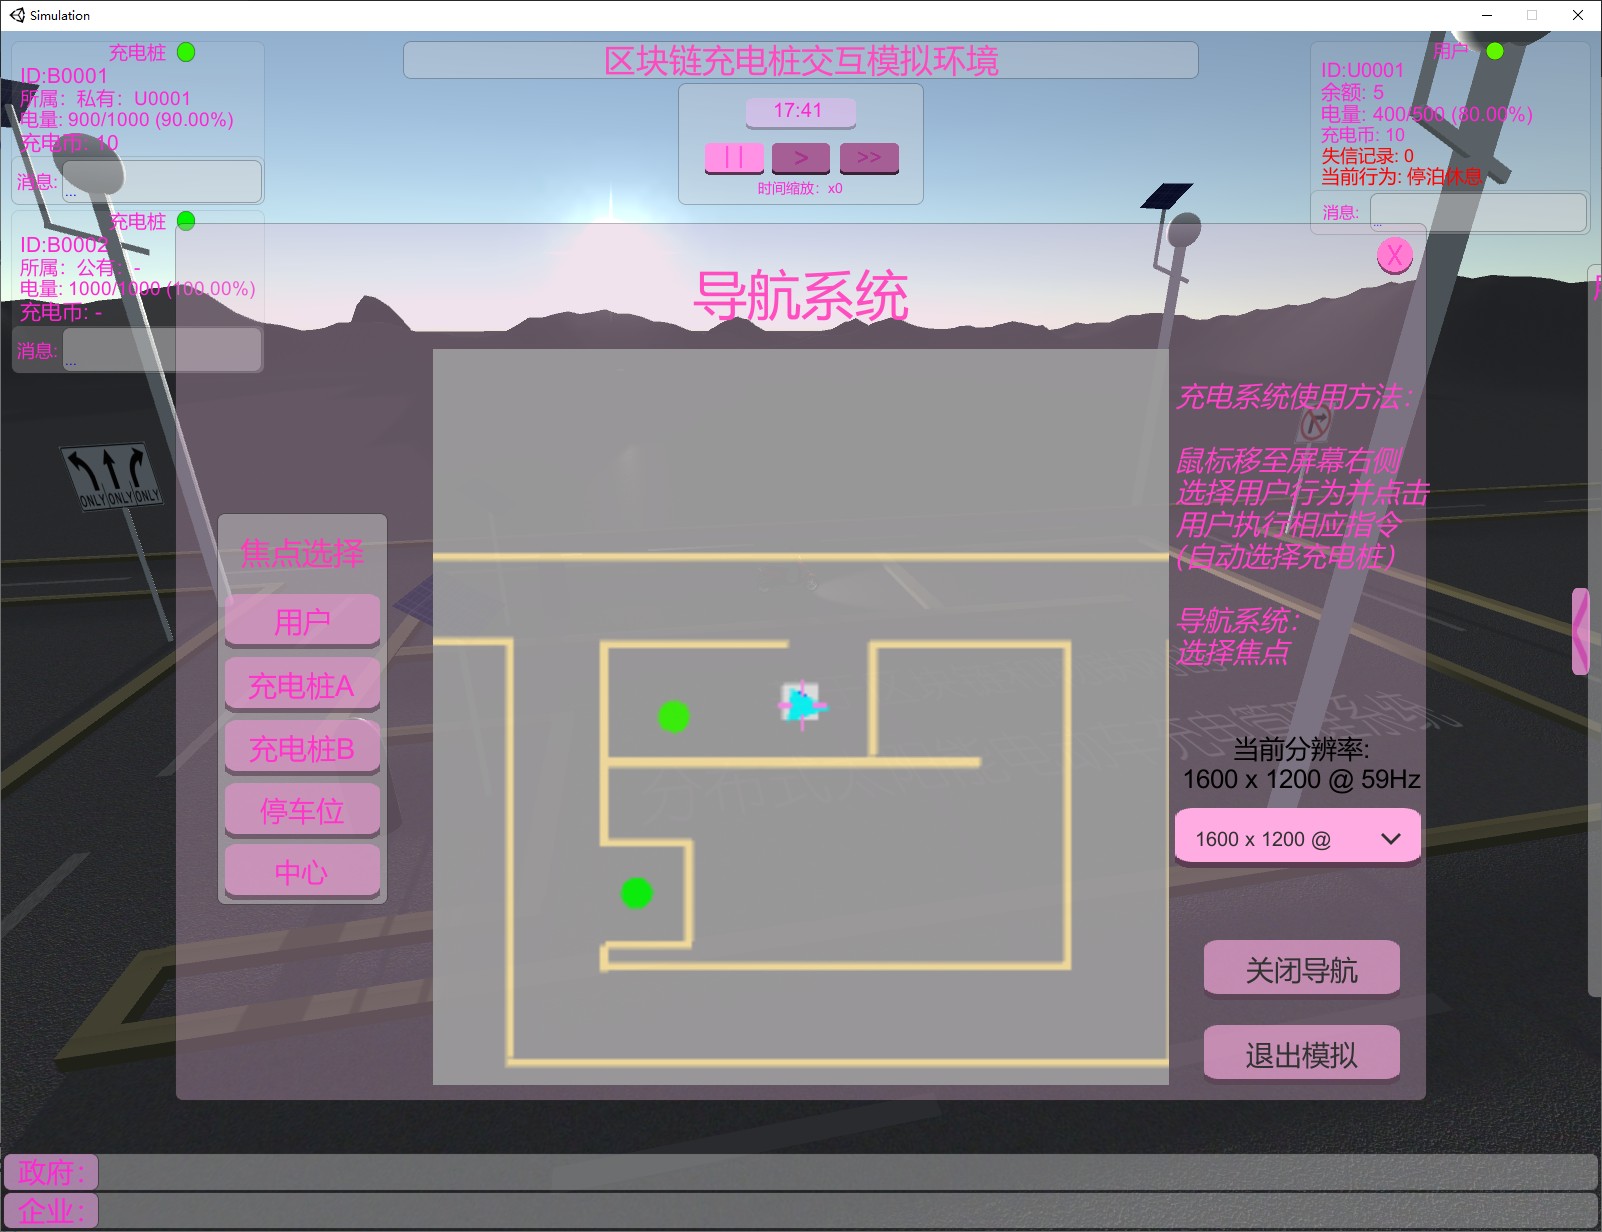 Simulation
充电桩
ID:B0001
所属：私有：U0001
电量: 900/1000 (90.00%)
充电币: 10
消息:
...
充电桩
ID:B0002
所属：公有：-
电量: 1000/1000 (100.00%)
充电币: -
消息:
...
区块链充电桩交互模拟环境
17:41
||
>
>>
时间缩放：x0
用户
ID:U0001
余额: 5
电量: 400/500 (80.00%)
充电币: 10
失信记录: 0
当前行为: 停泊休息
消息:
...
X
导航系统
ONLY ONLY ONLY
焦点选择
用户
充电桩A
充电桩B
停车位
中心
充电系统使用方法：
鼠标移至屏幕右侧
选择用户行为并点击
用户执行相应指令
(自动选择充电桩）
导航系统：
选择焦点
当前分辨率:
1600 x 1200 @ 59Hz
1600 x 1200 @
关闭导航
退出模拟
政府：
企业：